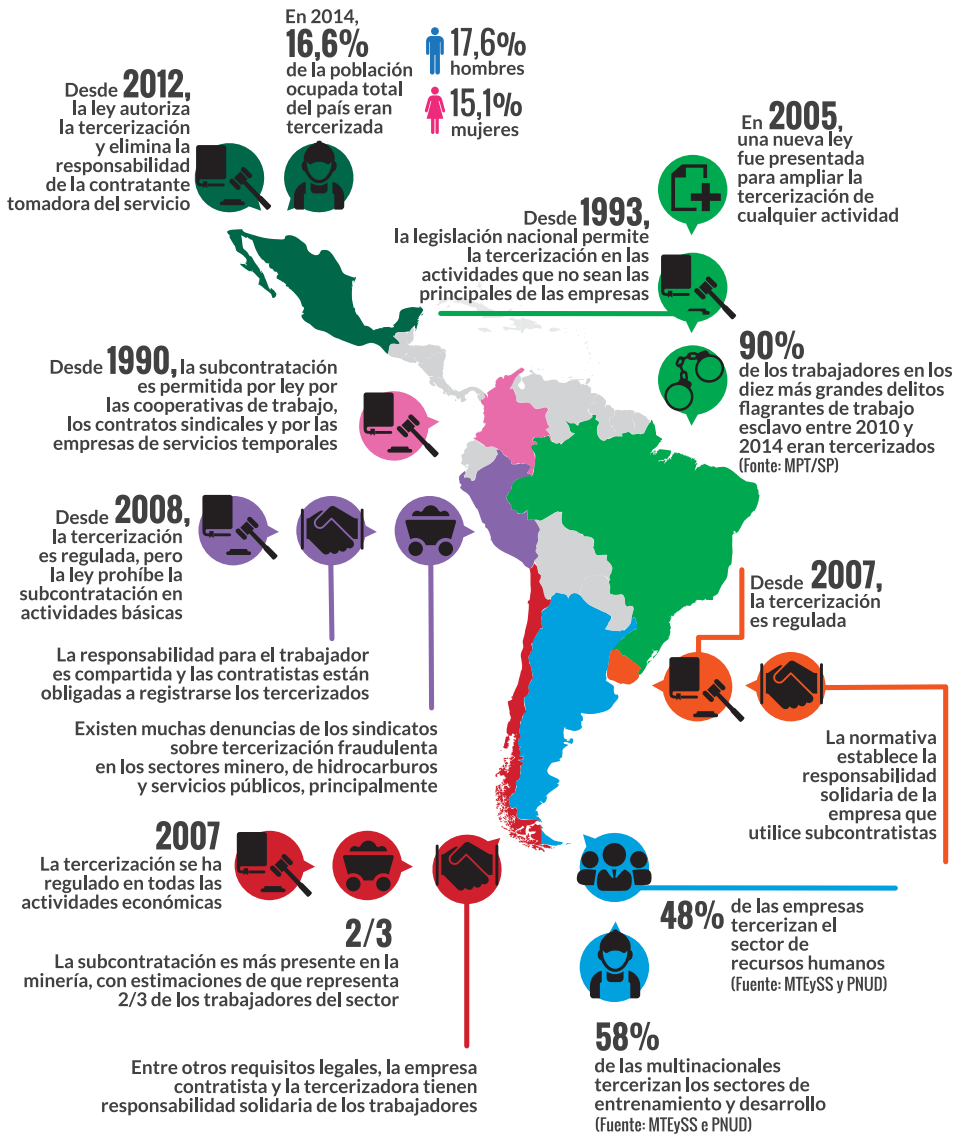 En 2014,
16,6%
de la población
ocupada total
del país eran
tercerizada
17,6%
hombres
15,1%
mujeres
Desde 2012,
la ley autoriza
la tercerización
y elimina la
responsabilidad
de la contratante
tomadora del servicio
En 2005,
una nueva ley
fue presentada
para ampliar la
tercerización de
cualquier actividad
Desde 1993,
la legislación nacional permite
la tercerización en las
actividades que no sean las
principales de las empresas
90%
de los trabajadores en los
diez más grandes delitos
flagrantes de trabajo
esclavo entre 2010 y
2014 eran tercerizados
(Fonte: MPT/SP)
Desde 1990, la subcontratación
es permitida por ley por
las cooperativas de trabajo,
los contratos sindicales y por las
empresas de servicios temporales
Desde 2008,
la tercerización
es regulada, pero
la ley prohíbe la
subcontratación en
actividades básicas
La responsabilidad para el trabajador
es compartida y las contratistas están
obligadas a registrarse los tercerizados
Existen muchas denuncias de los sindicatos
sobre tercerización fraudulenta
en los sectores minero, de hidrocarburos
y servicios públicos, principalmente
Desde 2007,
la tercerización
es regulada
La normativa
establece la
responsabilidad
solidaria de la
empresa que
utilice subcontratistas
2007
La tercerización se ha
regulado en todas las
actividades económicas
2/3
La subcontratación es más presente en la
minería, con estimaciones de que representa
2/3 de los trabajadores del sector
Entre otros requisitos legales, la empresa
contratista y la tercerizadora tienen
responsabilidad solidaria de los trabajadores
48% de las empresas
tercerizan el
sector de
recursos humanos
(Fuente: MTEySS y PNUD)
58%
de las multinacionales
tercerizan los sectores de
entrenamiento y desarrollo
(Fuente: MTEySS e PNUD)